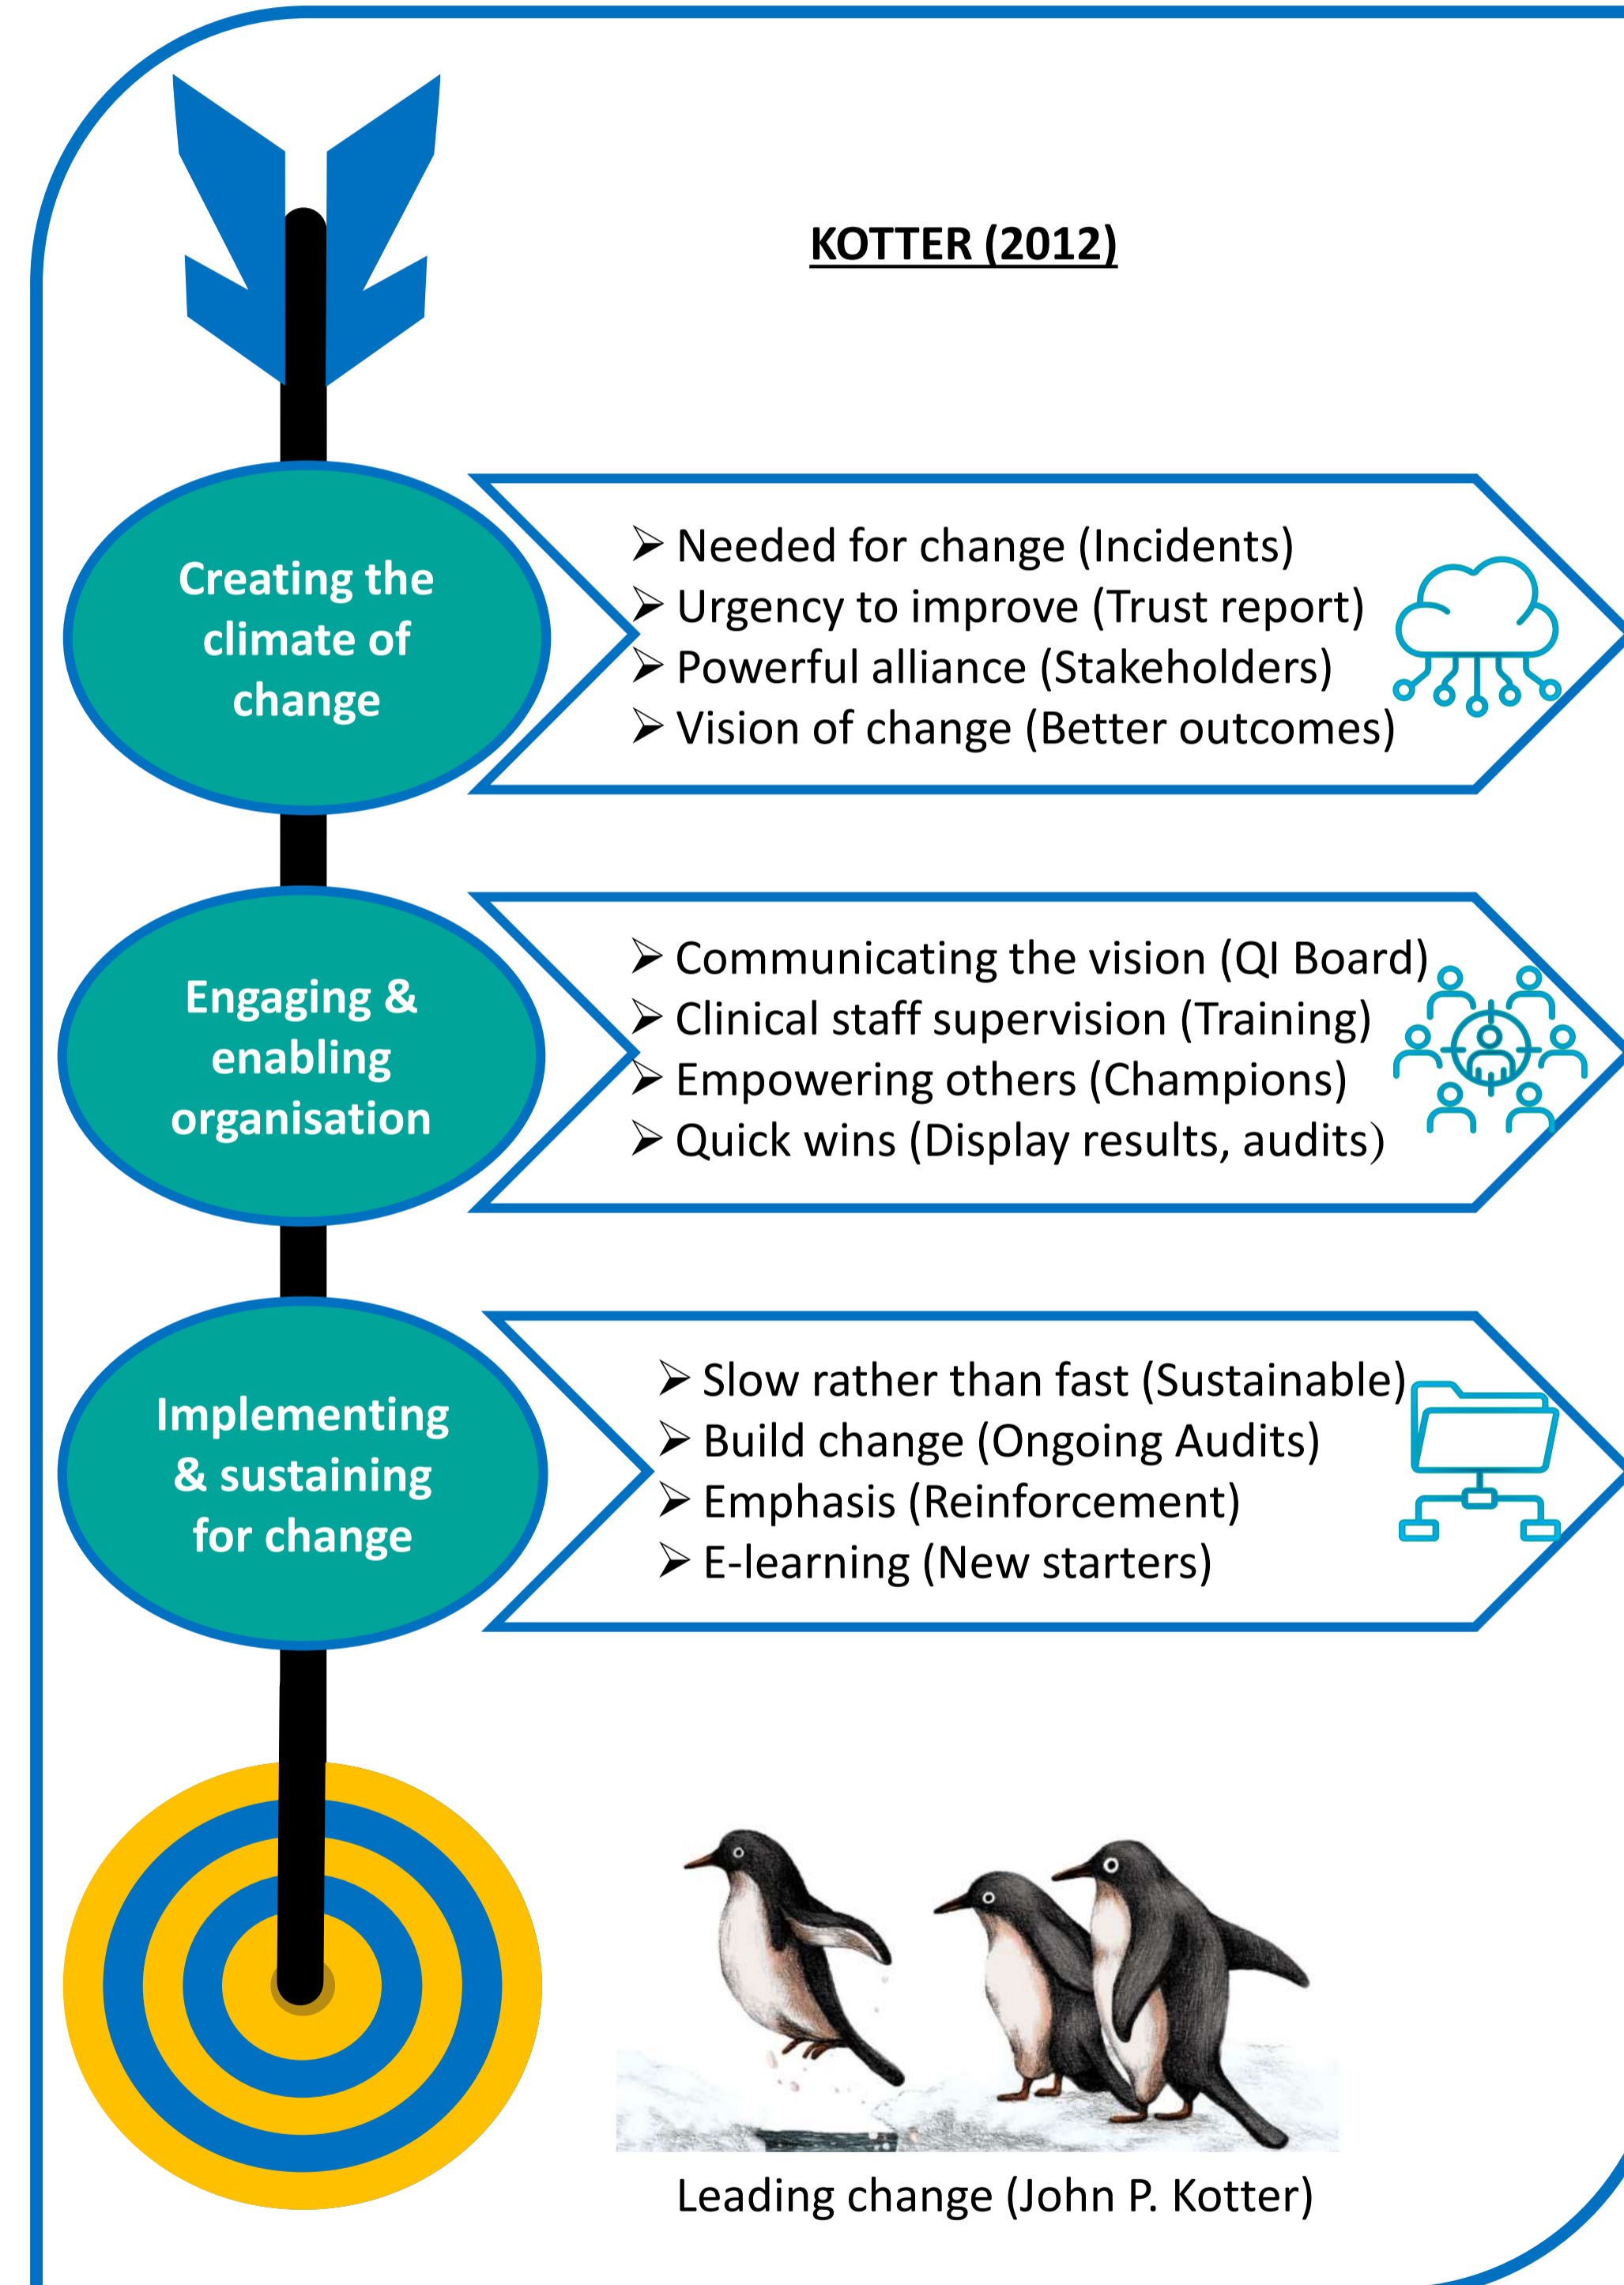 KOTTER (2012)
Creating the
climate of
change
➢ Needed for change (Incidents)
➢ Urgency to improve (Trust report)
➢ Powerful alliance (Stakeholders)
➢ Vision of change (Better outcomes)
Engaging &
enabling
organisation
➢ Communicating the vision (QI Board)
➢ Clinical staff supervision (Training)
➢ Empowering others (Champions)
➢ Quick wins (Display results, audits)
Implementing
& sustaining
for change
➢ Slow rather than fast (Sustainable)
➢ Build change (Ongoing Audits)
➢ Emphasis (Reinforcement)
➢ E-learning (New starters)
Leading change (John P. Kotter)